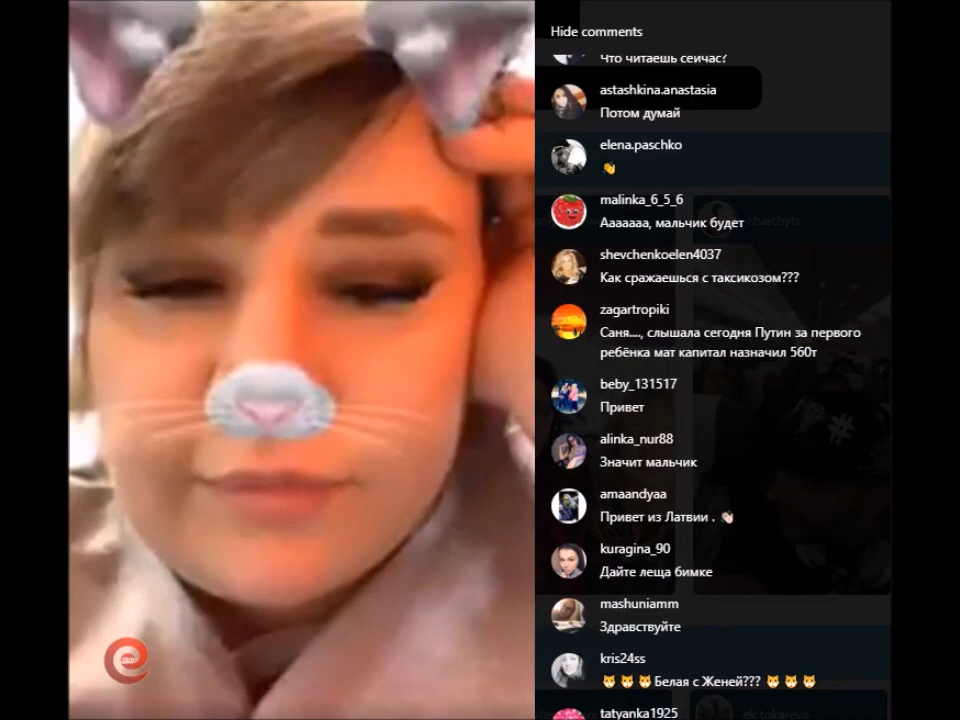 Hide comments
Что читаешь сейчас?
astashkina.anastasia
Потом думай
elena.paschko
👏
malinka_6_5_6
Ааааааа, мальчик будет
shevchenkoelen4037
Как сражаешься с таксикозом???
zagartropiki
Саня...., слышала сегодня Путин за первого
ребёнка мат капитал назначил 560т
beby_131517
Привет
alinka_nur88
Значит мальчик
amaandyaa
Привет из Латвии . 👋🏻
kuragina_90
Дайте леща бимке
mashuniamm
Здравствуйте
kris24ss
🐱🐱🐱Белая с Женей??? 🐱🐱🐱
tatyanka1925